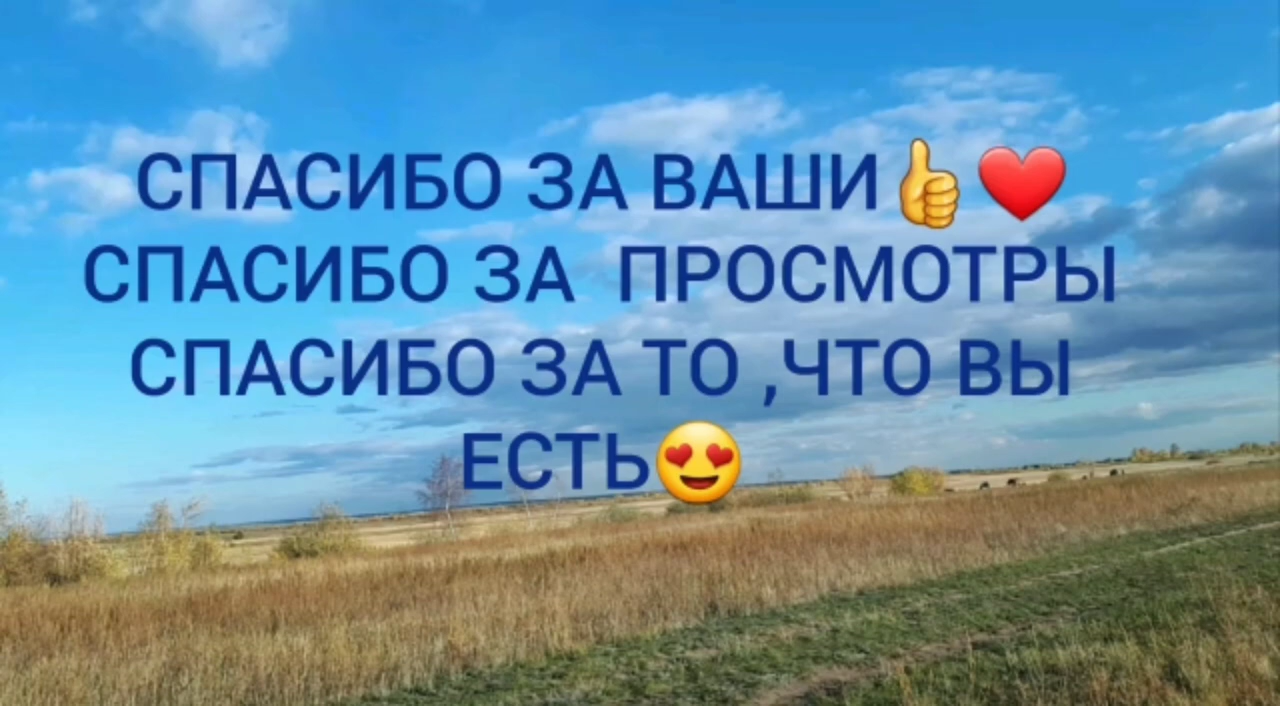 СПАСИБО ЗА ВАШИ👍❤️
СПАСИБО ЗА  ПРОСМОТРЫ
СПАСИБО ЗА ТО ,ЧТО ВЫ
ЕСТЬ😍